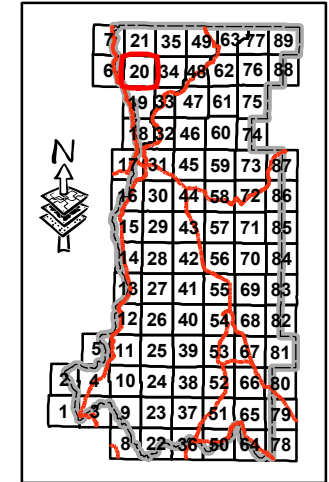 7 21 35 49 63 77 89
6 20 34 48 62 76 88
19 33 47 61 75
18 32 46 60 74
17 31 45 59 73 87
N
16 30 44 58 72 86
15 29 43 57 71 85
14 28 42 56 70 84
13 27 41 55 69 83
12 26 40 54 68 82
5 11 25 39 53 67 81
2 4 10 24 38 52 66 80
1 3 9 23 37 51 65 79
8 22 36 50 64 78